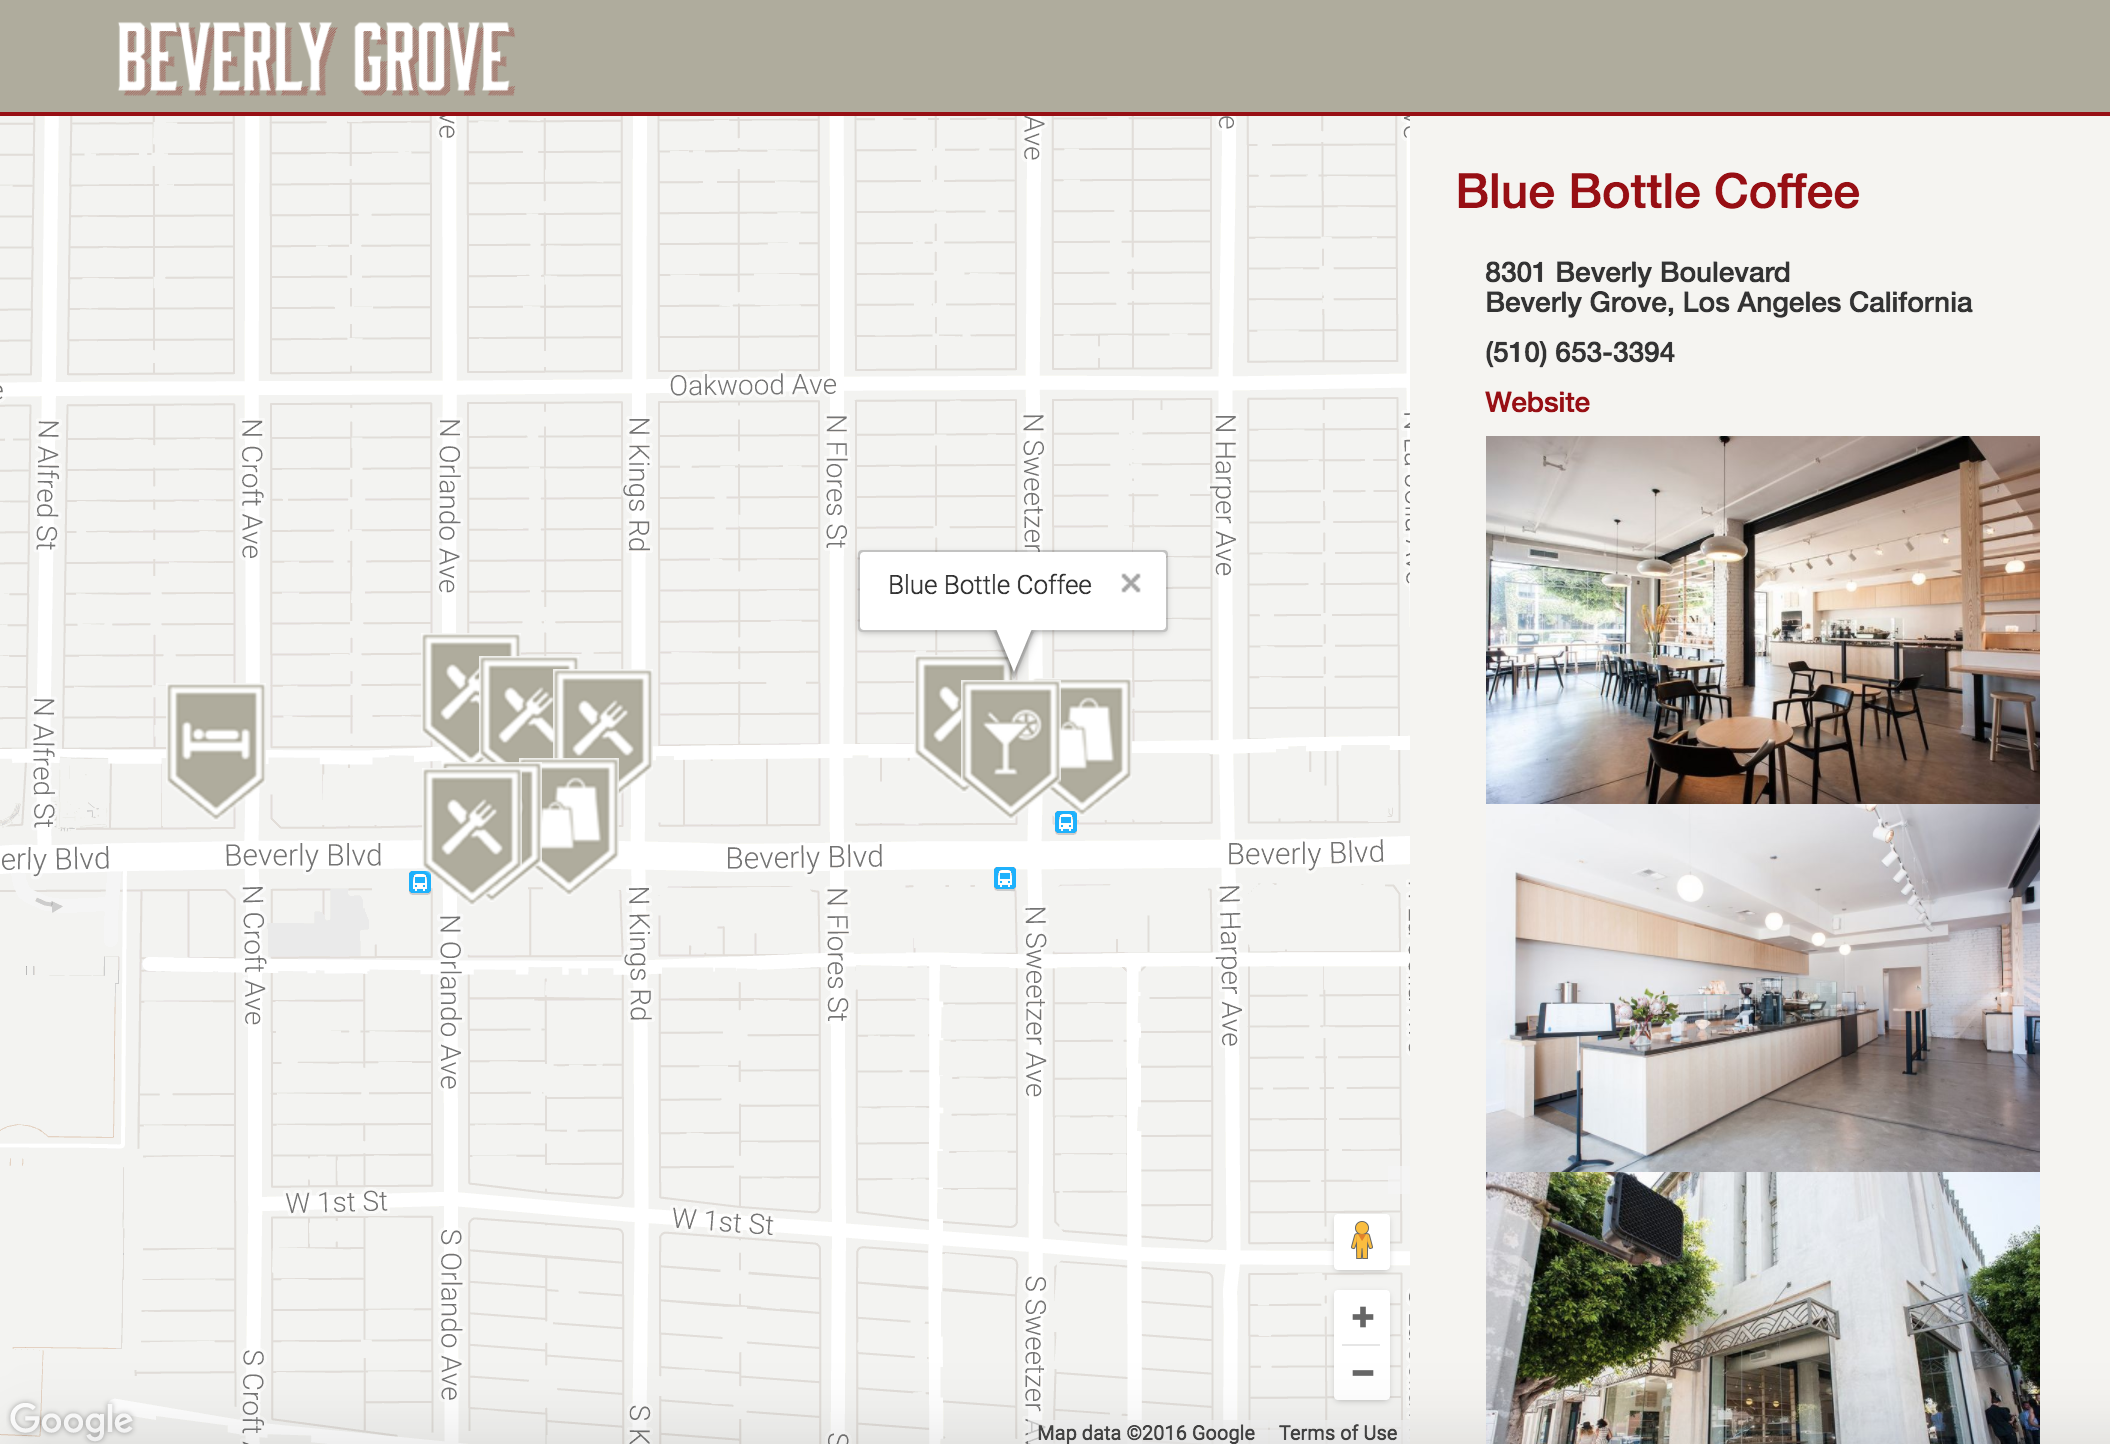 BEVERLY GROVE
Blue Bottle Coffee
8301 Beverly Boulevard
Beverly Grove, Los Angeles California
(510) 653-3394
Website
ve
Ave
e
Oakwood Ave
N Alfred St
N Croft Ave
N Orlando Ave
N Kings Rd
N Flores St
N Sweetzer
N Harper Ave
Blue Bottle Coffee
N Alfred St
erly Blvd
Beverly Blvd
Beverly Blvd
Beverly Blvd
N Croft Ave
N Orlando Ave
N Kings Rd
N Flores St
N Sweetzer Ave
N Harper Ave
W 1st St
W 1st St
S Orlando Ave
S Sweetzer A
S Croft
S K
S
Google
Map data ©2016 Google
Terms of Use